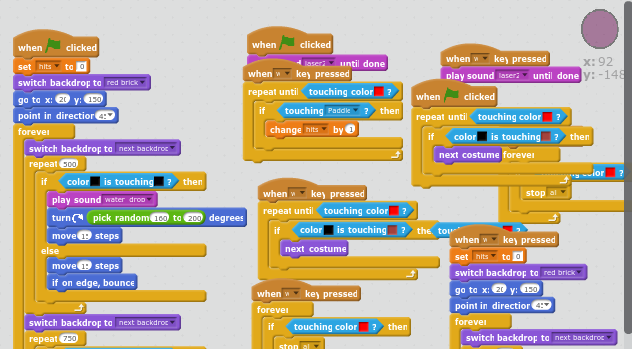 when clicked
set hits to 0
switch backdrop to red brick
go to x: 20 y: 150
point in direction 45
forever
switch backdrop to next backdrop
repeat 500
if color is touching then
play sound water drop
turn pick random 160 to 200 degrees
move 15 steps
else
move 15 steps
if on edge, bounce
switch backdrop to next backdrop
repeat 750
when clicked
laser2 until done
when w key pressed
repeat until touching color ?
if touching Paddle ? then
change hits by 1
when w key pressed
repeat until touching color ?
if color is touching ? then
next costume
when w key pressed
forever
if touching color ? then
stop al
when w key pressed
play sound laser2 until done
when clicked
repeat until touching color ?
if color is touching ? then
next costume forever
ng color ?
stop al
when w key pressed
set hits to 0
switch backdrop to red brick
go to x: 20 y: 150
point in direction 45
forever
switch backdrop to next backdrop
x: 92
y: -148